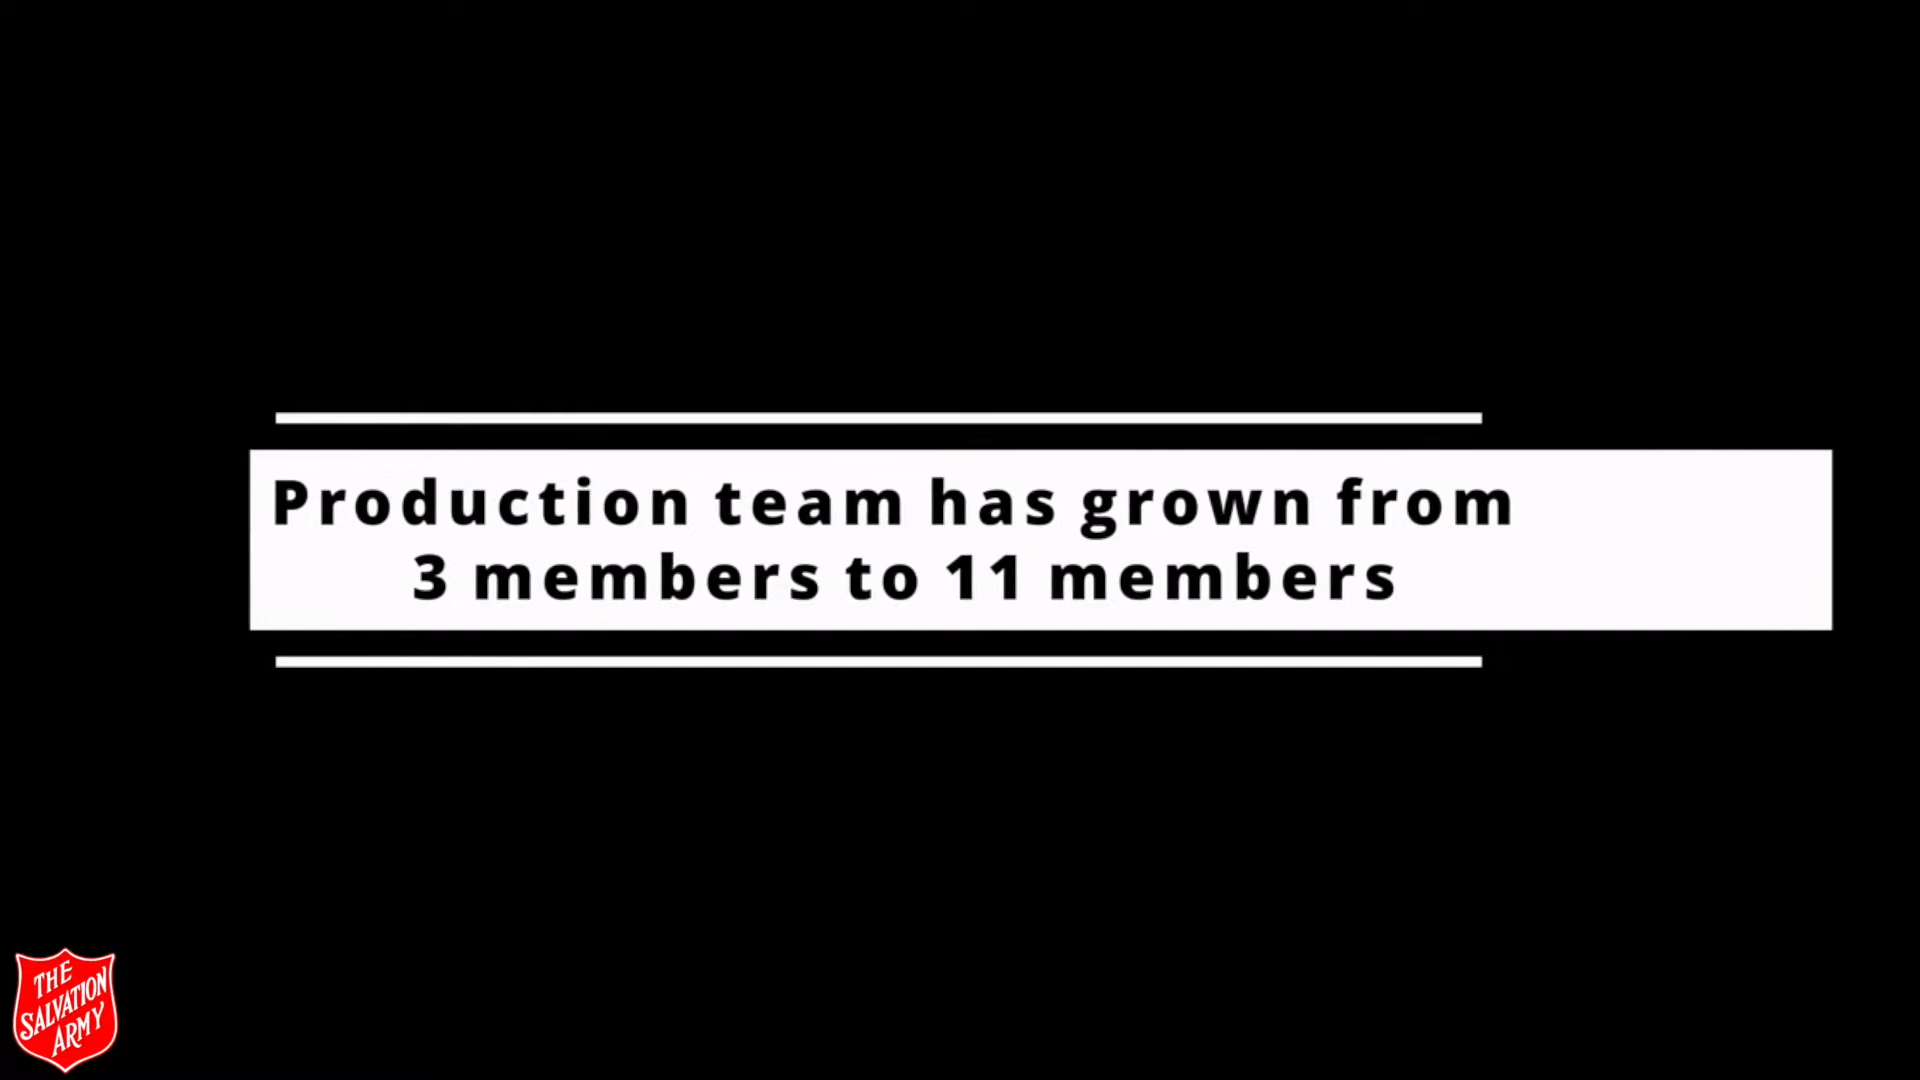 Production team has grown from
3 members to 11 members
THE
SALVATION
ARMY